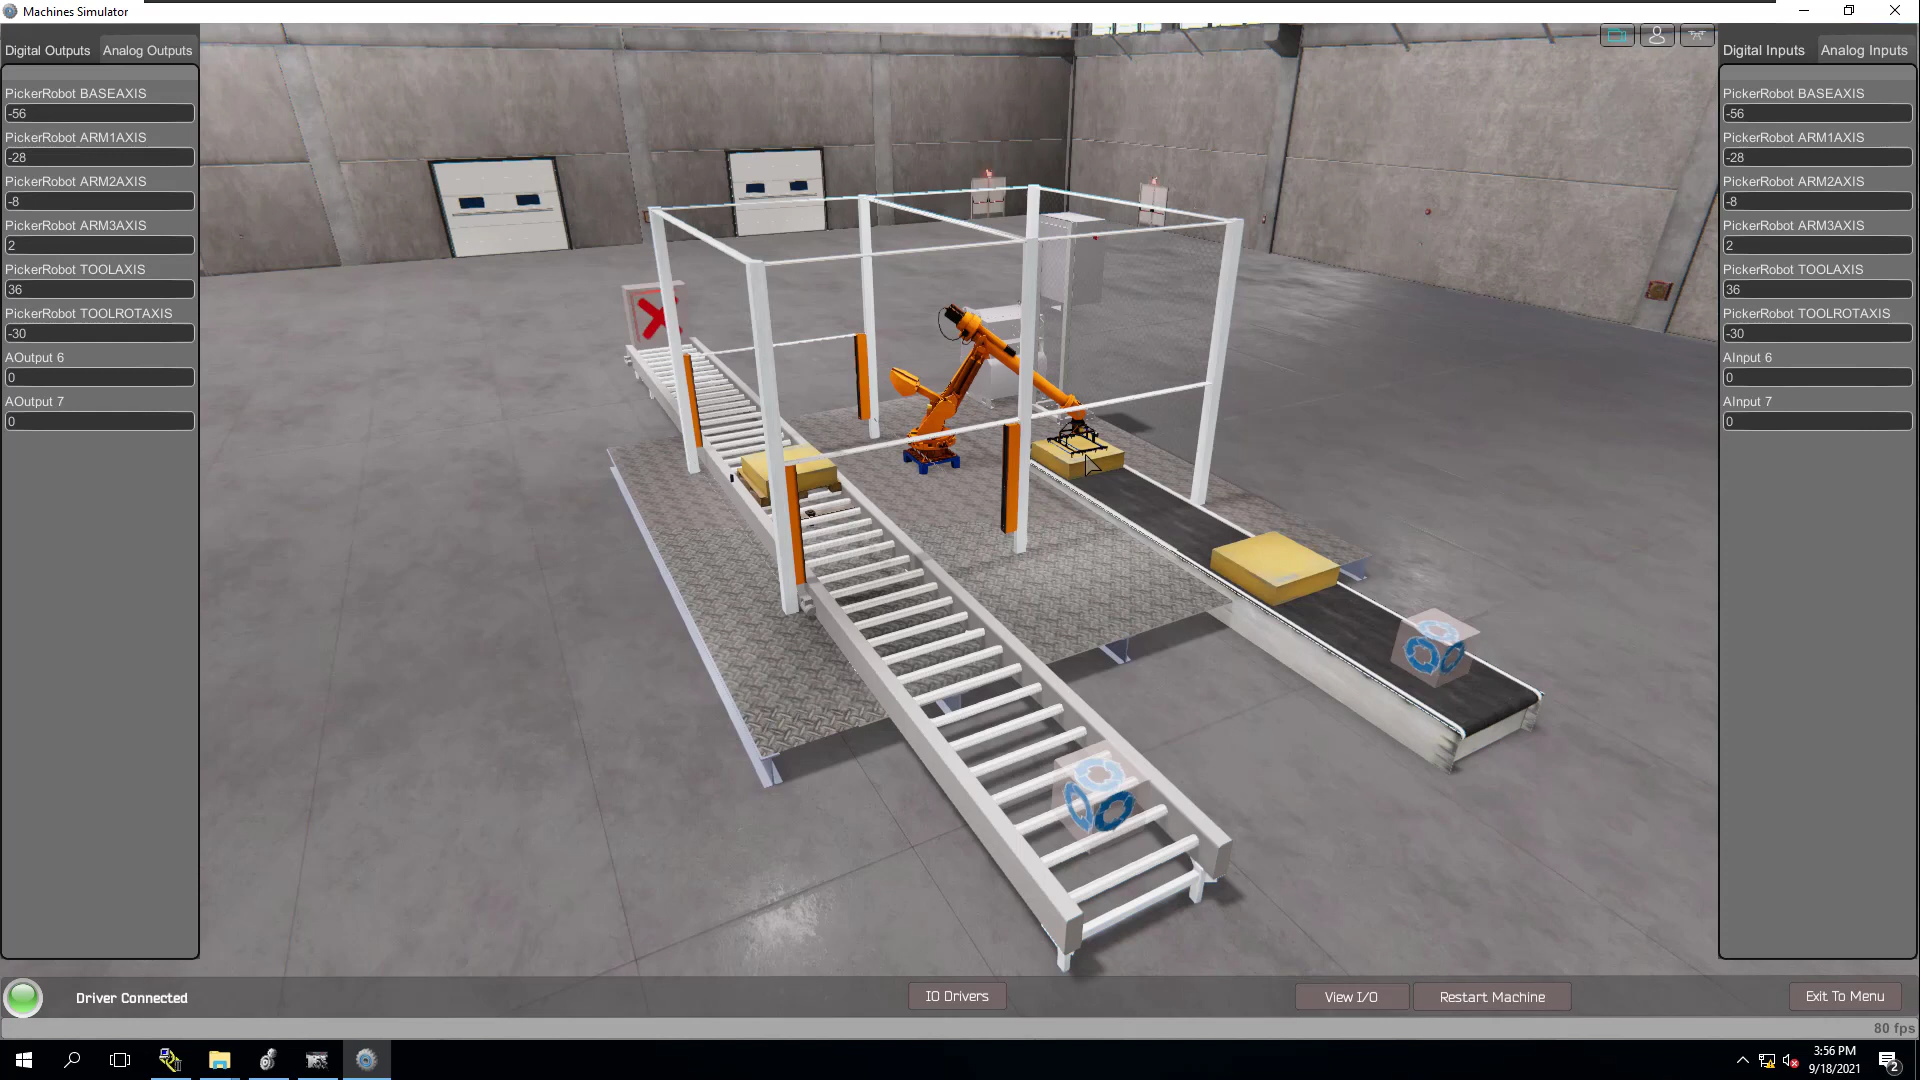 Machines Simulator
Digital Outputs
Analog Outputs
PickerRobot BASEAXIS
-56
PickerRobot ARM1AXIS
-28
PickerRobot ARM2AXIS
-8
PickerRobot ARM3AXIS
2
PickerRobot TOOLAXIS
36
PickerRobot TOOLROTAXIS
-30
AOutput 6
0
AOutput 7
0
Digital Inputs
Analog Inputs
PickerRobot BASEAXIS
-56
PickerRobot ARM1AXIS
-28
PickerRobot ARM2AXIS
-8
PickerRobot ARM3AXIS
2
PickerRobot TOOLAXIS
36
PickerRobot TOOLROTAXIS
-30
AInput 6
0
AInput 7
0
Driver Connected
IO Drivers
View I/O
Restart Machine
Exit To Menu
80 fps
3:56 PM
9/18/2021
2